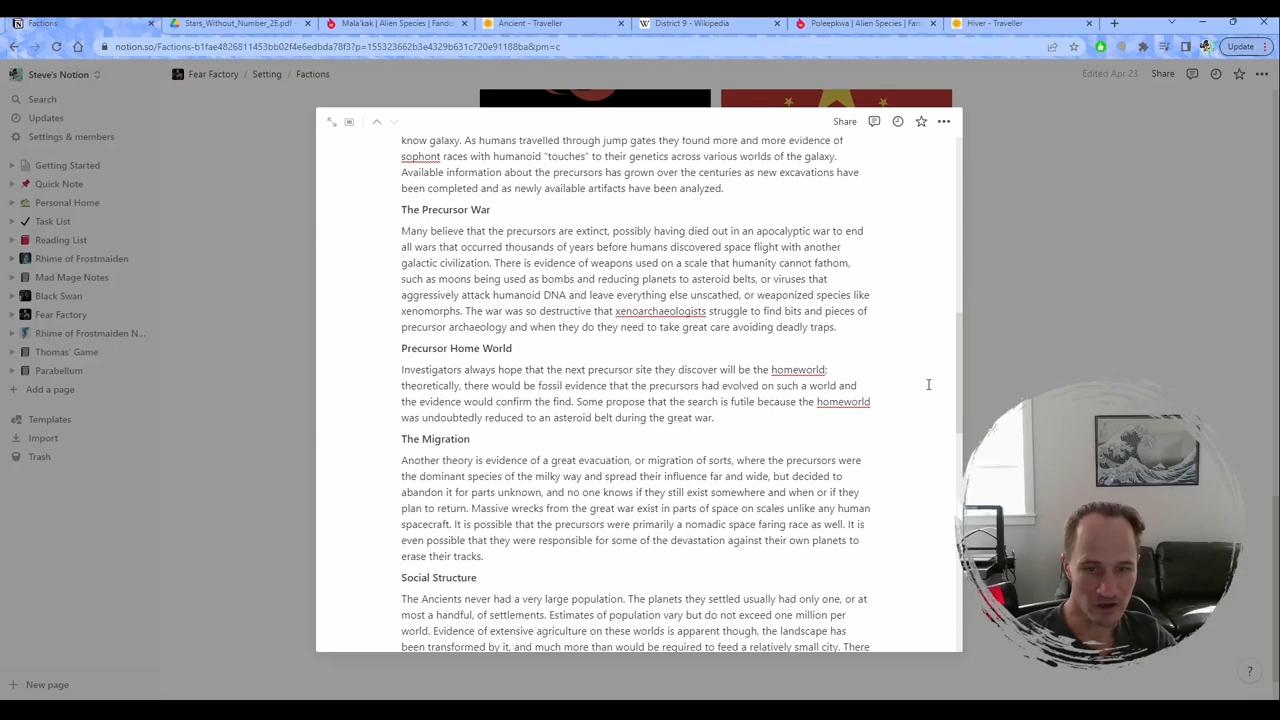 Factions
Stars_Without_Number_2E.pdf -
Mala'kak | Alien Species | Fando
Ancient - Traveller
District 9 - Wikipedia
Poleepkwa | Alien Species | Fan
Hiver - Traveller
notion.so/Factions-b1fae4826811453bb02f4e6edbda78f3?p=155323662b3e4329b631c720e91188ba&pm=c
Update
Steve's Notion
Fear Factory / Setting / Factions
Edited Apr 23
Share
Search
Updates
Settings & members
Getting Started
Quick Note
Personal Home
Task List
Reading List
Rhime of Frostmaiden
Mad Mage Notes
Black Swan
Fear Factory
Rhime of Frostmaiden N...
Thomas' Game
Parabellum
Add a page
Templates
Import
Trash
New page
Share
know galaxy. As humans travelled through jump gates they found more and more evidence of
sophont races with humanoid "touches" to their genetics across various worlds of the galaxy.
Available information about the precursors has grown over the centuries as new excavations have
been completed and as newly available artifacts have been analyzed.
The Precursor War
Many believe that the precursors are extinct, possibly having died out in an apocalyptic war to end
all wars that occurred thousands of years before humans discovered space flight with another
galactic civilization. There is evidence of weapons used on a scale that humanity cannot fathom,
such as moons being used as bombs and reducing planets to asteroid belts, or viruses that
aggressively attack humanoid DNA and leave everything else unscathed, or weaponized species like
xenomorphs. The war was so destructive that xenoarchaeologists struggle to find bits and pieces of
precursor archaeology and when they do they need to take great care avoiding deadly traps.
Precursor Home World
Investigators always hope that the next precursor site they discover will be the homeworld;
theoretically, there would be fossil evidence that the precursors had evolved on such a world and
the evidence would confirm the find. Some propose that the search is futile because the homeworld
was undoubtedly reduced to an asteroid belt during the great war.
The Migration
Another theory is evidence of a great evacuation, or migration of sorts, where the precursors were
the dominant species of the milky way and spread their influence far and wide, but decided to
abandon it for parts unknown, and no one knows if they still exist somewhere and when or if they
plan to return. Massive wrecks from the great war exist in parts of space on scales unlike any human
spacecraft. It is possible that the precursors were primarily a nomadic space faring race as well. It is
even possible that they were responsible for some of the devastation against their own planets to
erase their tracks.
Social Structure
The Ancients never had a very large population. The planets they settled usually had only one, or at
most a handful, of settlements. Estimates of population vary but do not exceed one million per
world. Evidence of extensive agriculture on these worlds is apparent though, the landscape has
been transformed by it, and much more than would be required to feed a relatively small city. There
?